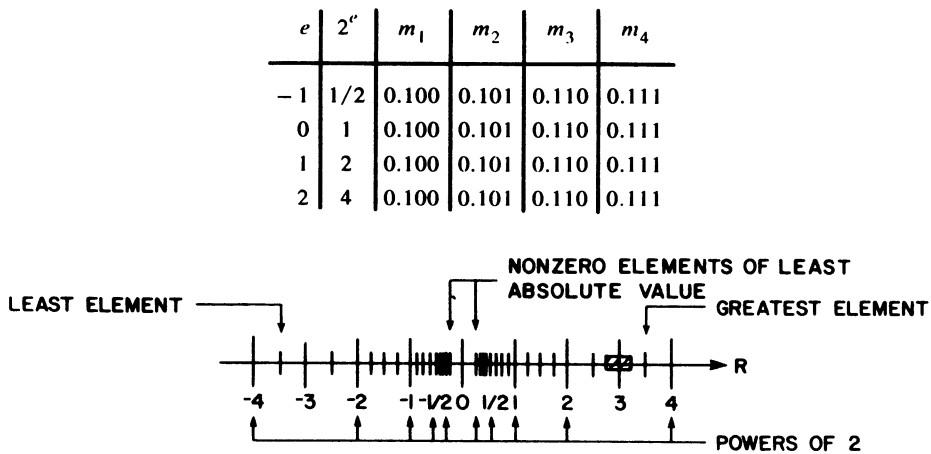 e 2^e m₁ m₂ m₃ m₄
−1 1/2 0.100 0.101 0.110 0.111
0 1 0.100 0.101 0.110 0.111
1 2 0.100 0.101 0.110 0.111
2 4 0.100 0.101 0.110 0.111
NONZERO ELEMENTS OF LEAST
ABSOLUTE VALUE
LEAST ELEMENT
GREATEST ELEMENT
R
-4 -3 -2 -1 -1/2 0 1/2 1 2 3 4
POWERS OF 2